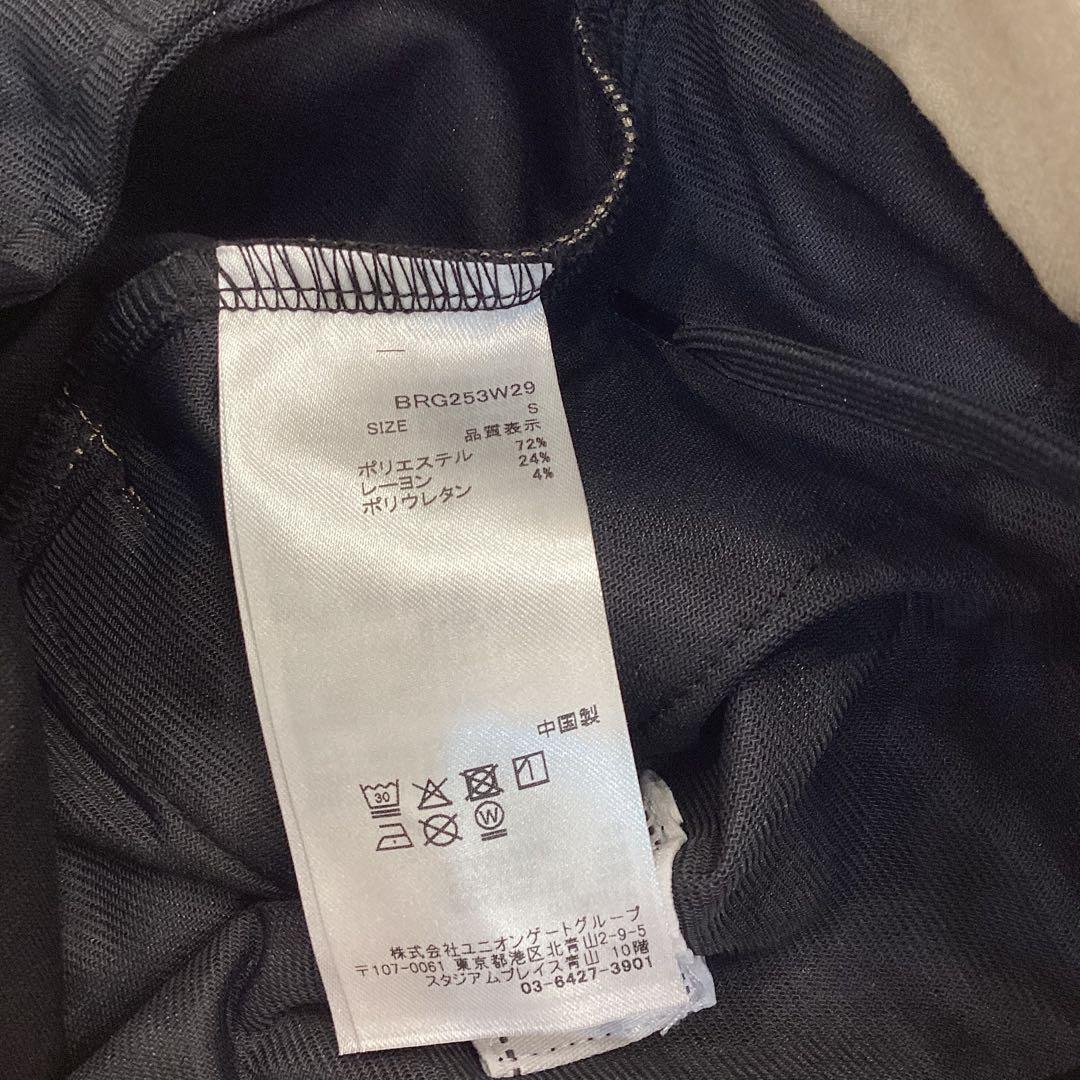 BRG253W29
SIZE S
品質表示
ポリエステル 72%
レーヨン 24%
ポリウレタン 4%
中国製
30
W
株式会社ユニオンゲートグループ
〒107-0061 東京都港区北青山2-9-5
スタジアムプレイス青山 10階
03-6427-3901